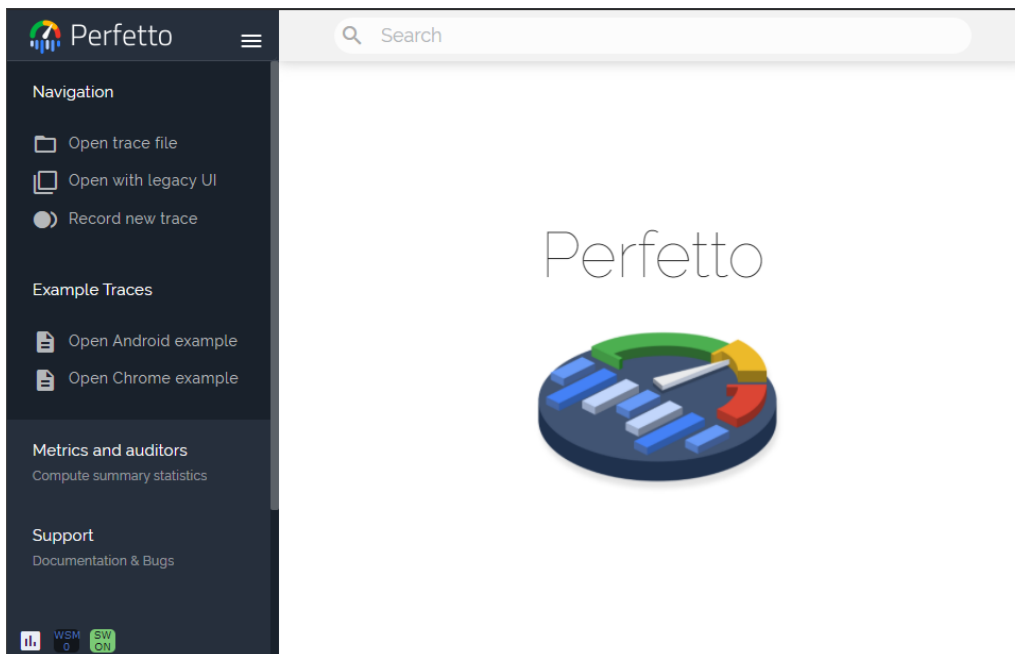 Perfetto
Search
Navigation
Open trace file
Open with legacy UI
Record new trace
Example Traces
Open Android example
Open Chrome example
Metrics and auditors
Compute summary statistics
Support
Documentation & Bugs
WSM
0
SW
ON
Perfetto